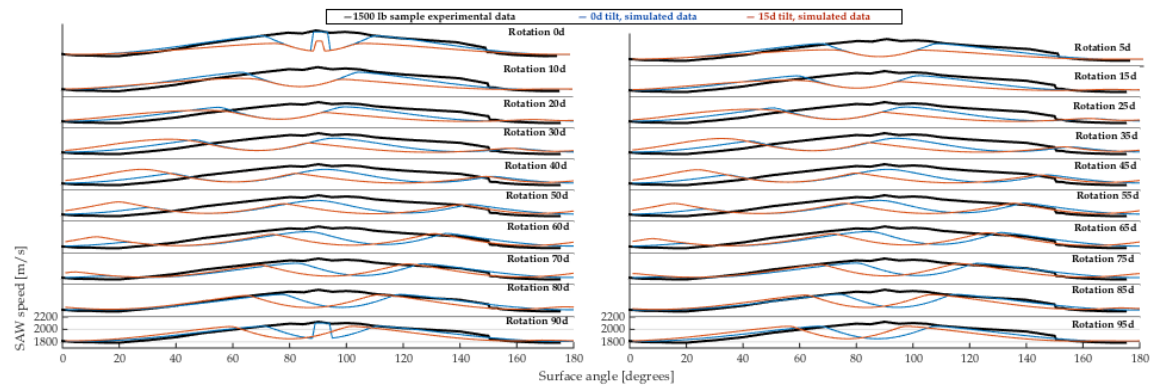 —1500 lb sample experimental data — 0d tilt, simulated data — 15d tilt, simulated data
Rotation 0d
Rotation 5d
Rotation 10d
Rotation 15d
Rotation 20d
Rotation 25d
Rotation 30d
Rotation 35d
Rotation 40d
Rotation 45d
Rotation 50d
Rotation 55d
Rotation 60d
Rotation 65d
Rotation 70d
Rotation 75d
Rotation 80d
Rotation 85d
Rotation 90d
Rotation 95d
SAW speed [m/s]
2200
2000
1800
2200
2000
1800
0 20 40 60 80 100 120 140 160 180
0 20 40 60 80 100 120 140 160 180
Surface angle [degrees]